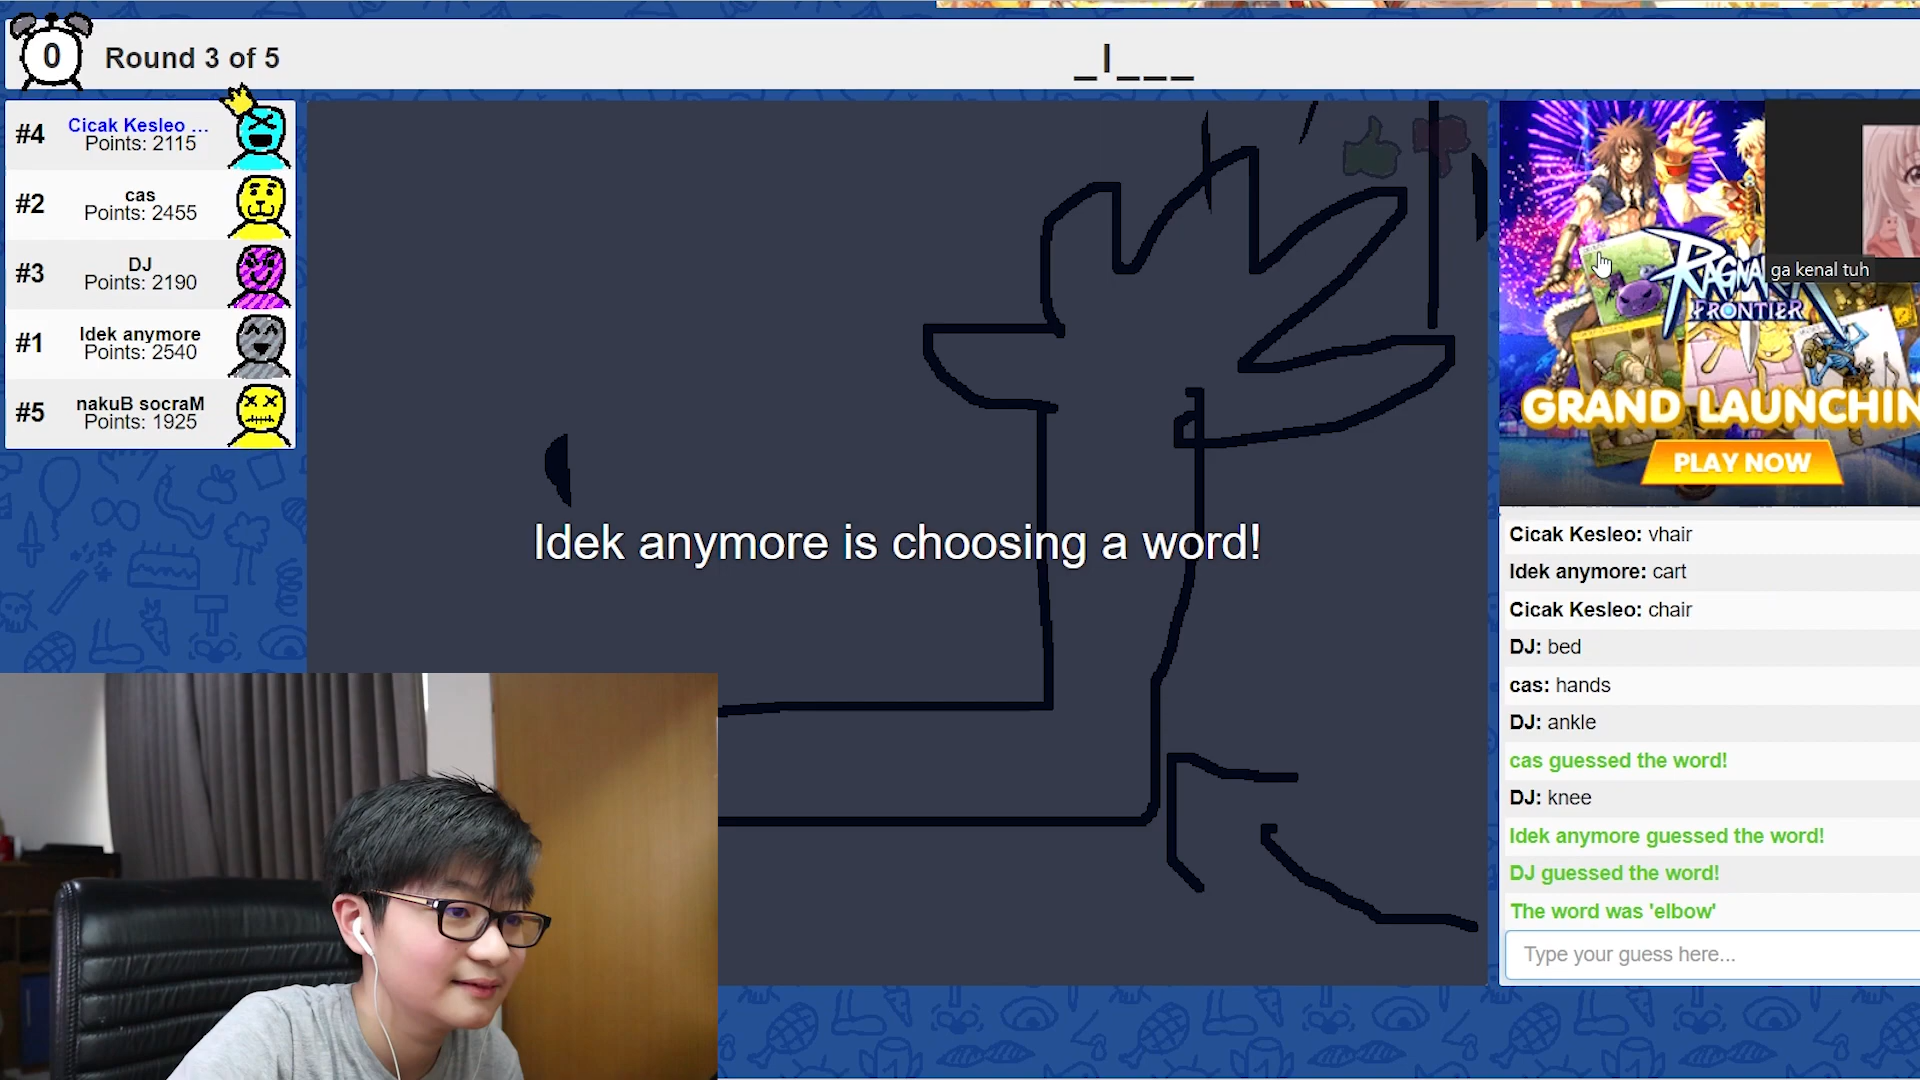 0
Round 3 of 5
_l___
#4
Cicak Kesleo ...
Points: 2115
#2
cas
Points: 2455
#3
DJ
Points: 2190
#1
Idek anymore
Points: 2540
#5
nakuB socraM
Points: 1925
Idek anymore is choosing a word!
ga kenal tuh
FRONTIER
GRAND LAUNCHIN
PLAY NOW
Cicak Kesleo: vhair
Idek anymore: cart
Cicak Kesleo: chair
DJ: bed
cas: hands
DJ: ankle
cas guessed the word!
DJ: knee
Idek anymore guessed the word!
DJ guessed the word!
The word was 'elbow'
Type your guess here...